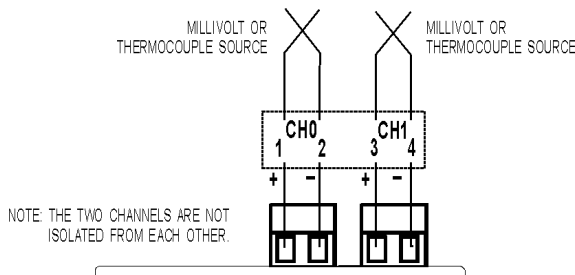 MILLIVOLT OR
THERMOCOUPLE SOURCE
MILLIVOLT OR
THERMOCOUPLE SOURCE
CH0 CH1
1 2 3 4
+ – + –
NOTE: THE TWO CHANNELS ARE NOT
ISOLATED FROM EACH OTHER.